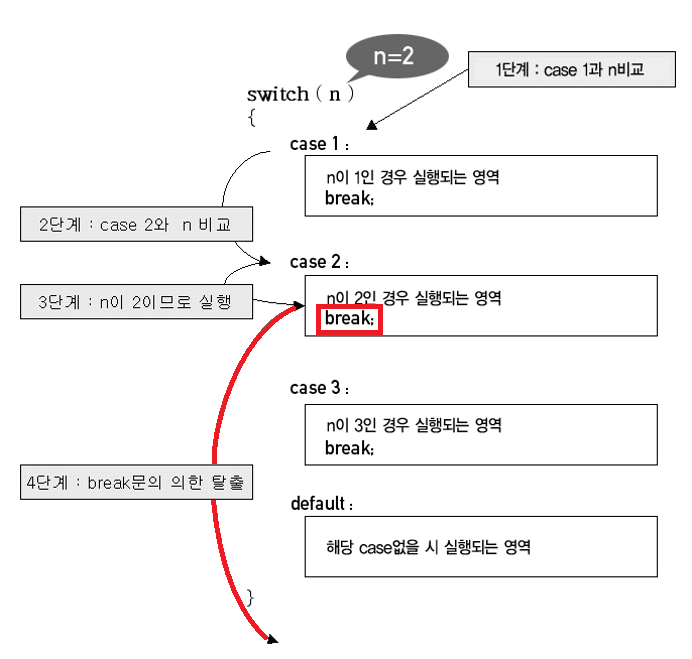 n=2
1단계 : case 1과 n비교
switch ( n )
{
case 1 :
n이 1인 경우 실행되는 영역
break;
2단계 : case 2와 n 비교
case 2 :
3단계 : n이 2이므로 실행
n이 2인 경우 실행되는 영역
break;
case 3 :
n이 3인 경우 실행되는 영역
break;
4단계 : break문의 의한 탈출
default :
해당 case없을 시 실행되는 영역
}